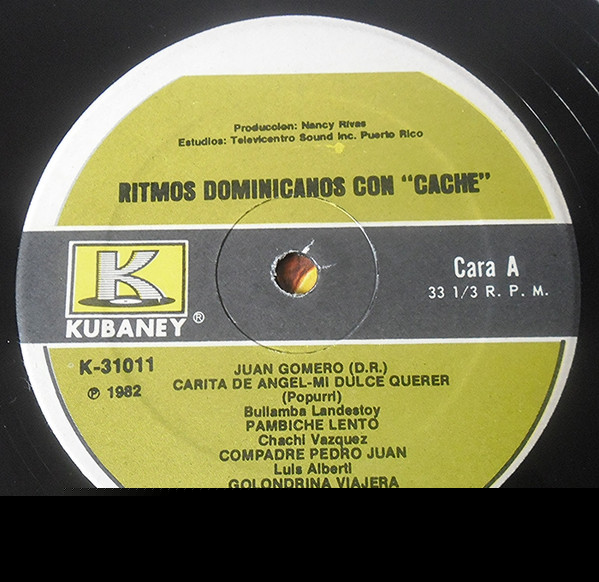 Produccion: Nancy Rivas
Estudios: Televicentro Sound Inc. Puerto Rico
RITMOS DOMINICANOS CON "CACHE"
K
KUBANEY ®
Cara A
33 1/3 R. P. M.
K-31011
℗ 1982
JUAN GOMERO (D.R.)
CARITA DE ANGEL-MI DULCE QUERER
(Popurri)
Bullamba Landestoy
PAMBICHE LENTO
Chachi Vazquez
COMPADRE PEDRO JUAN
Luis Alberti
GOLONDRINA VIAJERA